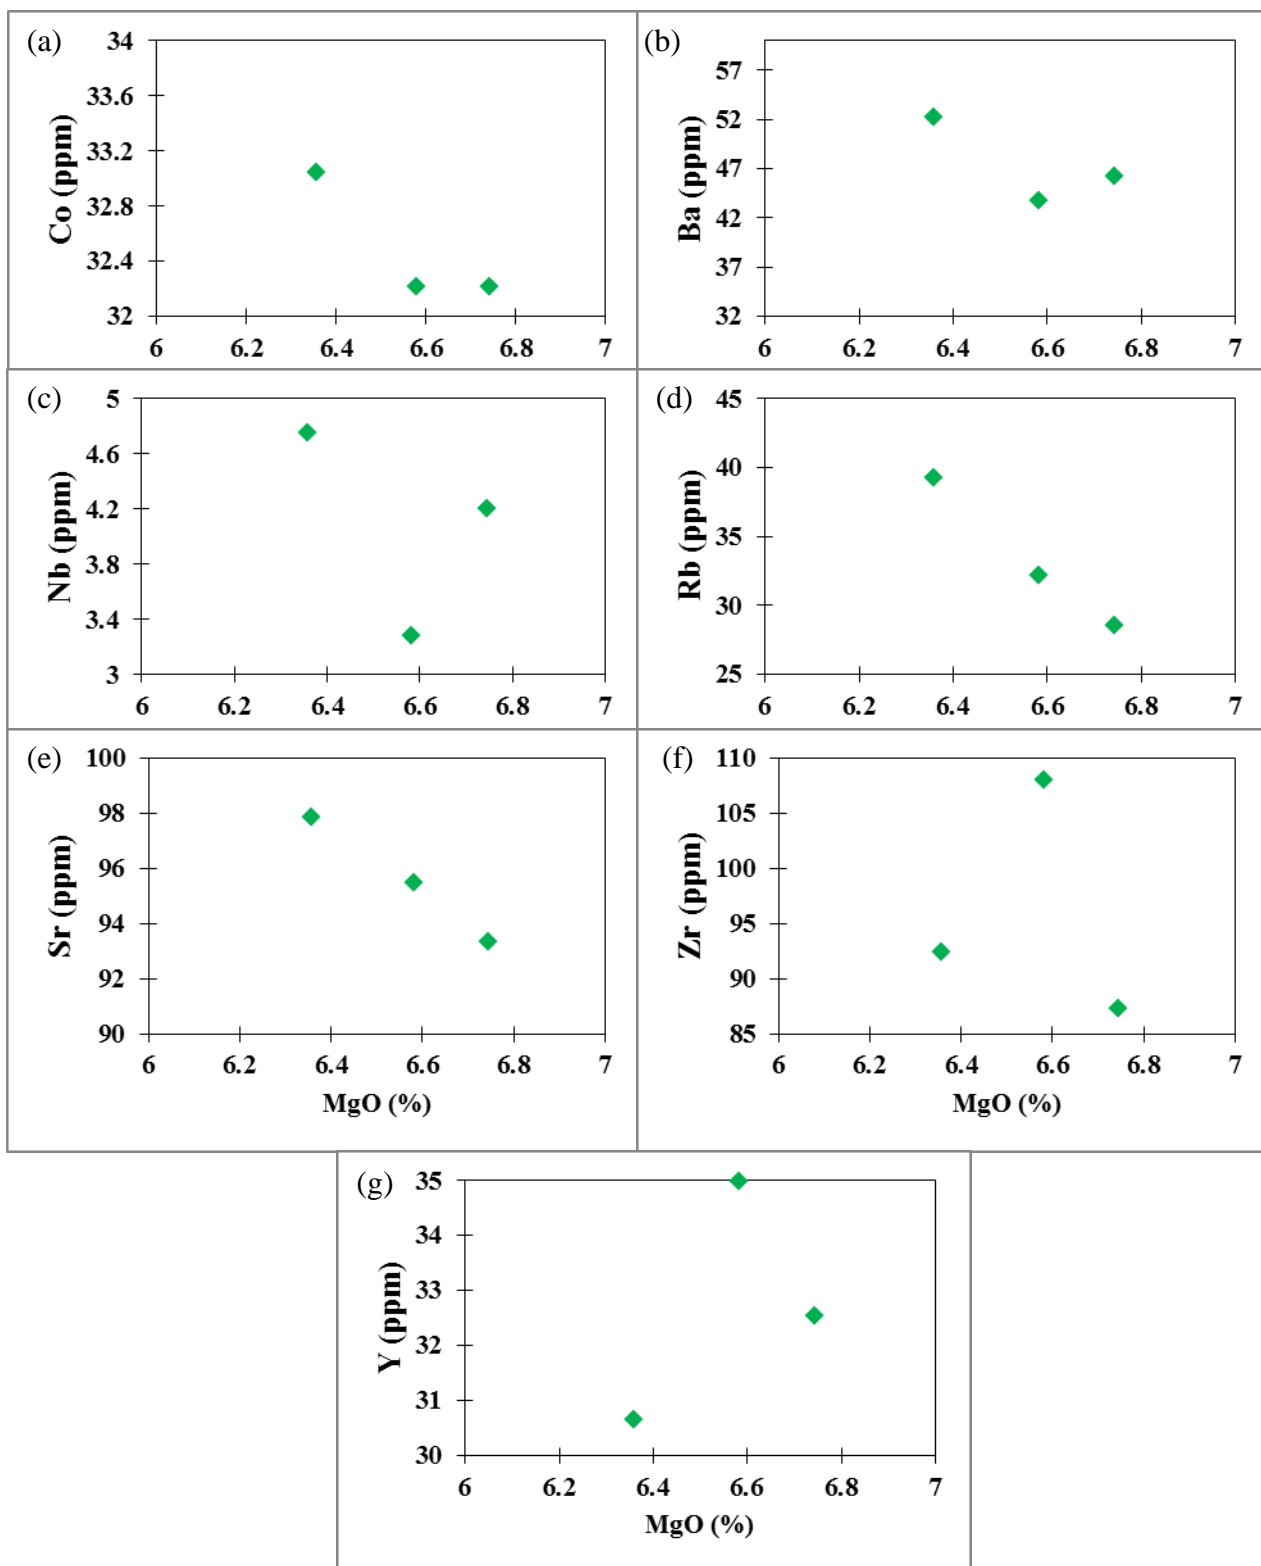 (a)
Co (ppm)
34
33.6
33.2
32.8
32.4
32
6 6.2 6.4 6.6 6.8 7
(b)
Ba (ppm)
57
52
47
42
37
32
6 6.2 6.4 6.6 6.8 7
(c)
Nb (ppm)
5
4.6
4.2
3.8
3.4
3
6 6.2 6.4 6.6 6.8 7
(d)
Rb (ppm)
45
40
35
30
25
6 6.2 6.4 6.6 6.8 7
(e)
Sr (ppm)
100
98
96
94
92
90
6 6.2 6.4 6.6 6.8 7
MgO (%)
(f)
Zr (ppm)
110
105
100
95
90
85
6 6.2 6.4 6.6 6.8 7
MgO (%)
(g)
Y (ppm)
35
34
33
32
31
30
6 6.2 6.4 6.6 6.8 7
MgO (%)